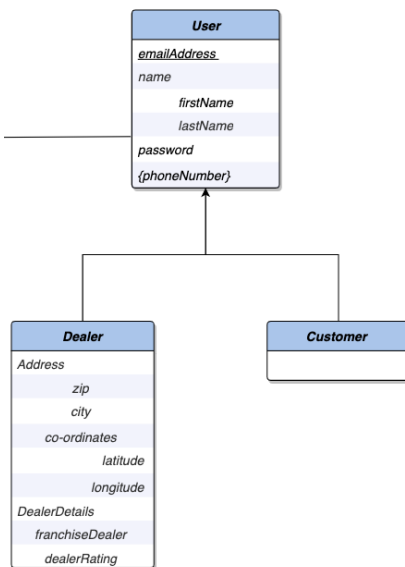 User
emailAddress
name
firstName
lastName
password
{phoneNumber}
Dealer
Address
zip
city
co-ordinates
latitude
longitude
DealerDetails
franchiseDealer
dealerRating
Customer